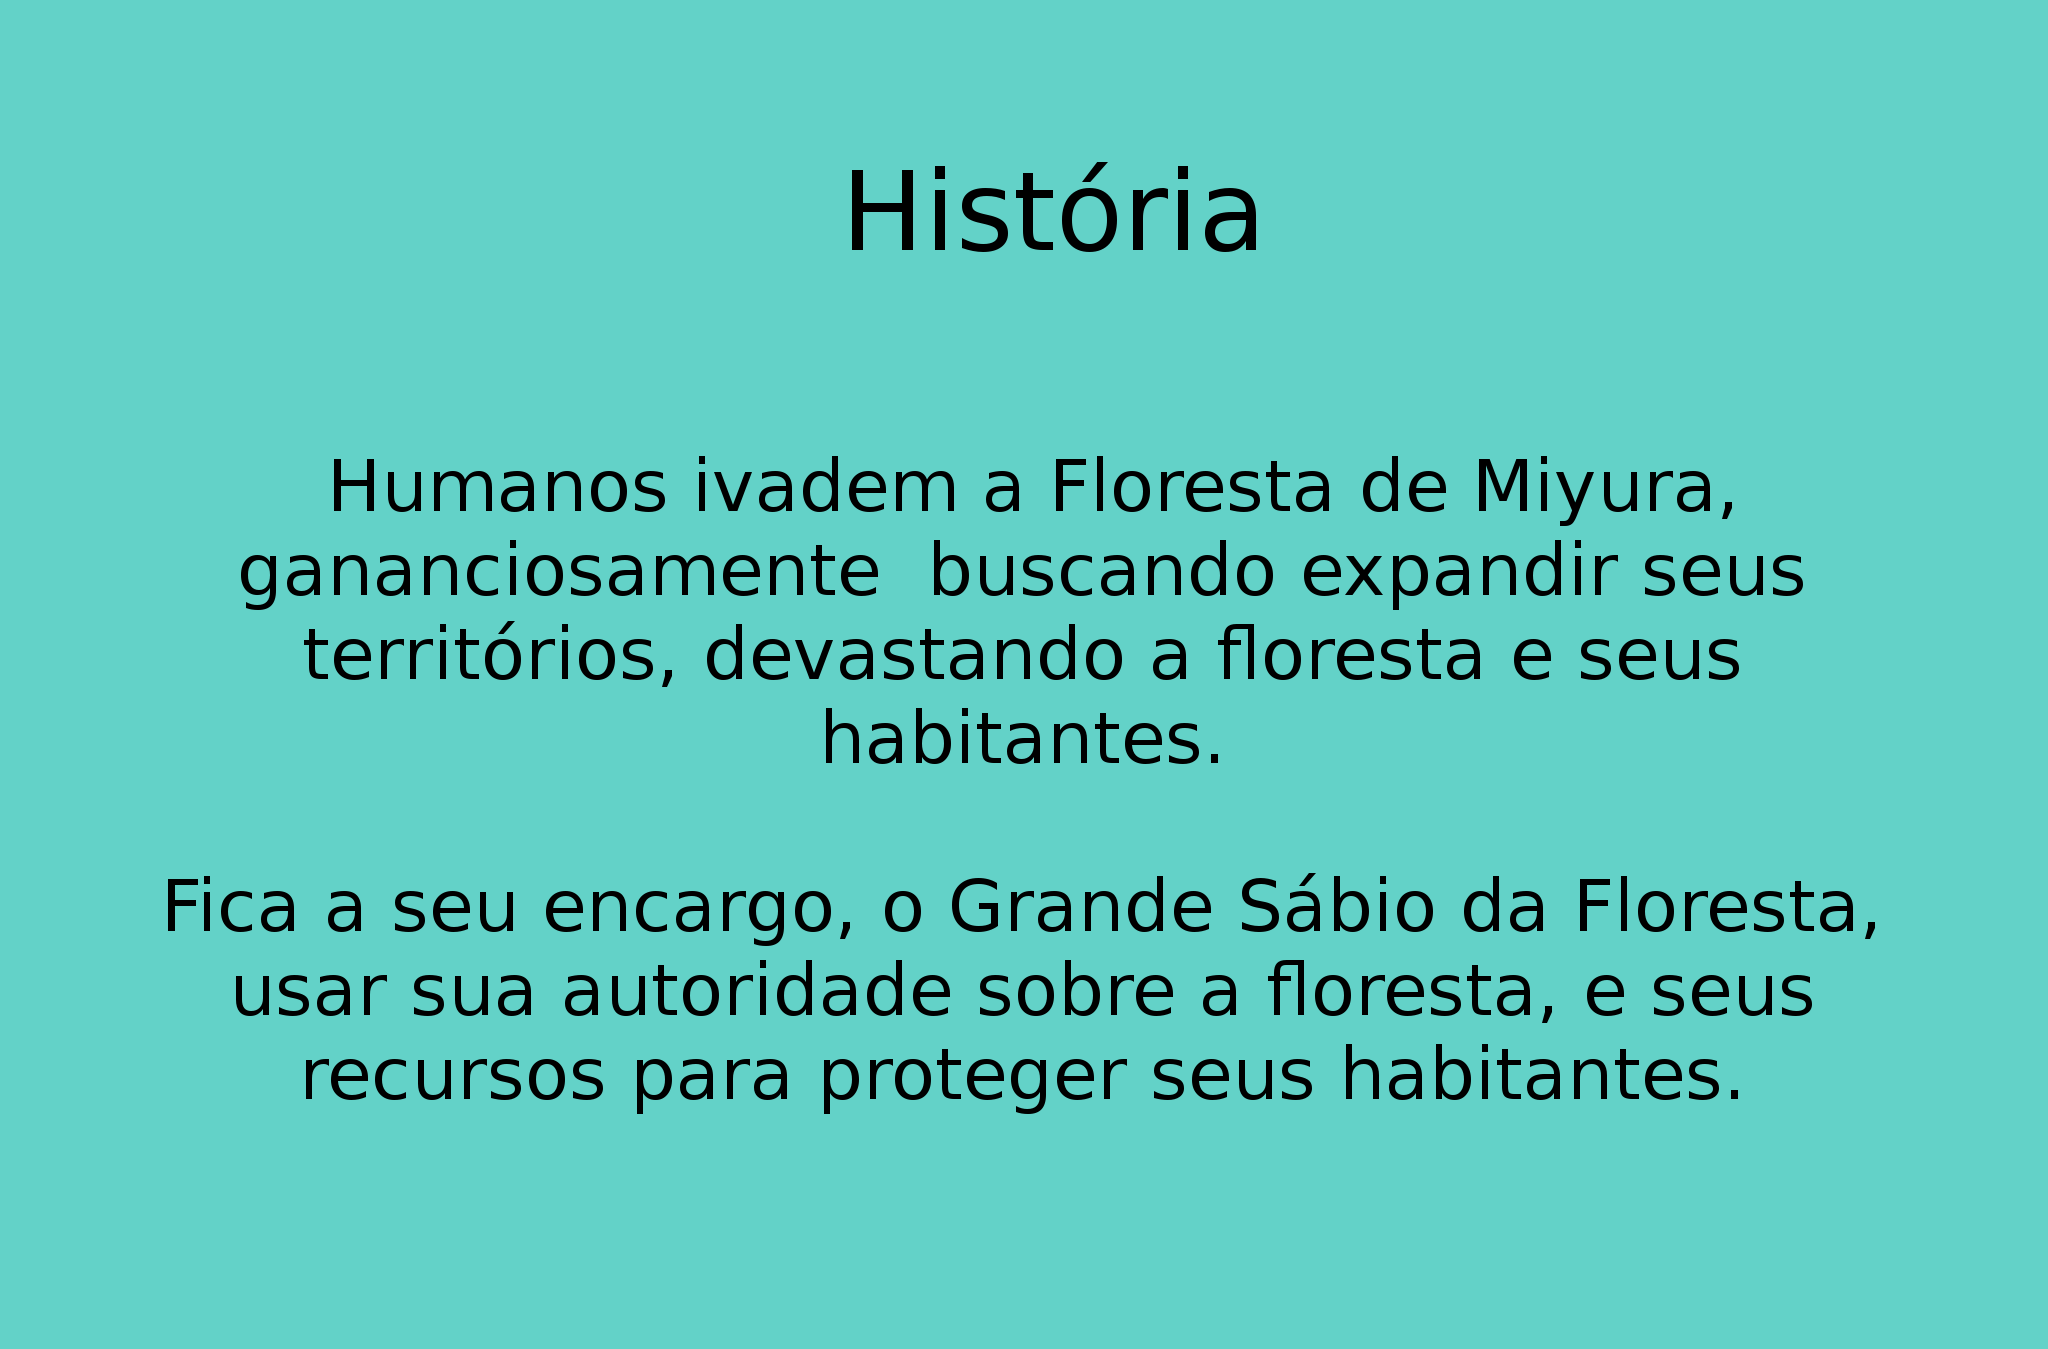 História
Humanos ivadem a Floresta de Miyura,
gananciosamente  buscando expandir seus
territórios, devastando a floresta e seus
habitantes.
Fica a seu encargo, o Grande Sábio da Floresta,
usar sua autoridade sobre a floresta, e seus
recursos para proteger seus habitantes.